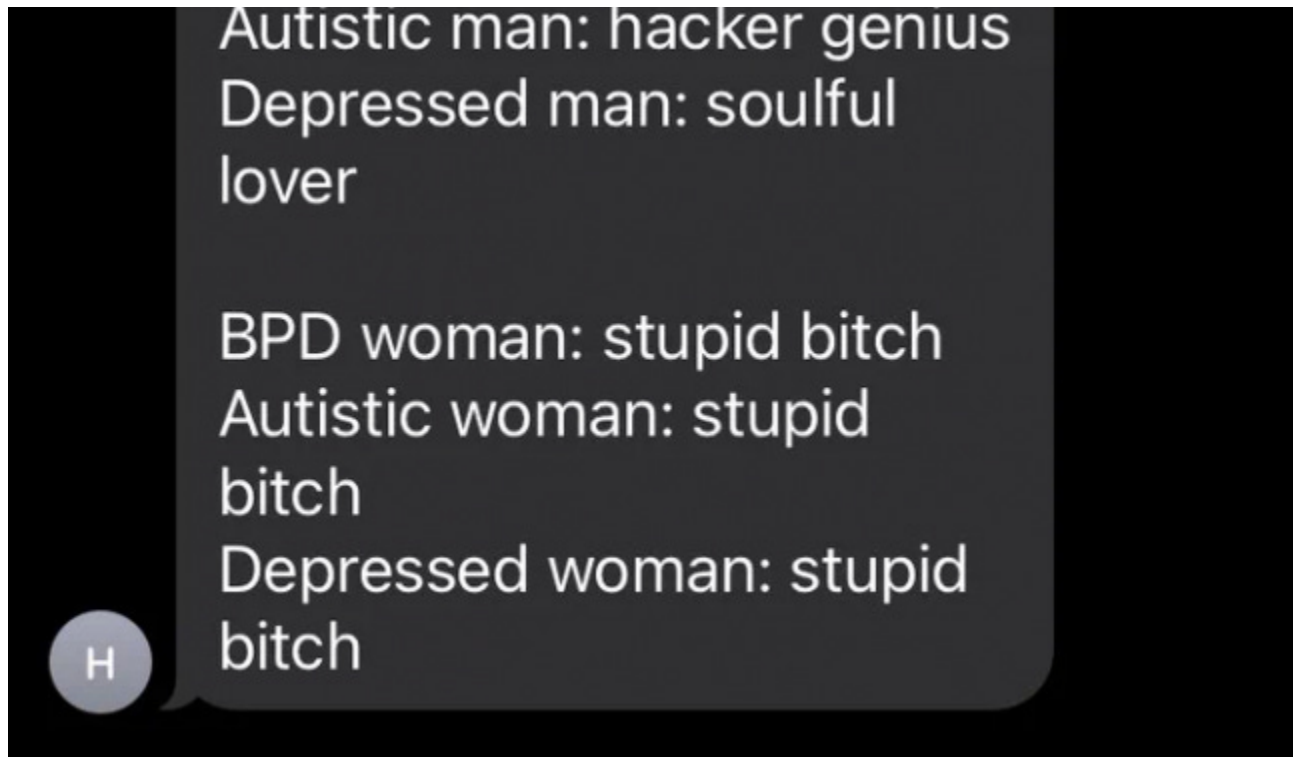 Autistic man: hacker genius
Depressed man: soulful
lover
BPD woman: stupid bitch
Autistic woman: stupid
bitch
Depressed woman: stupid
bitch
H